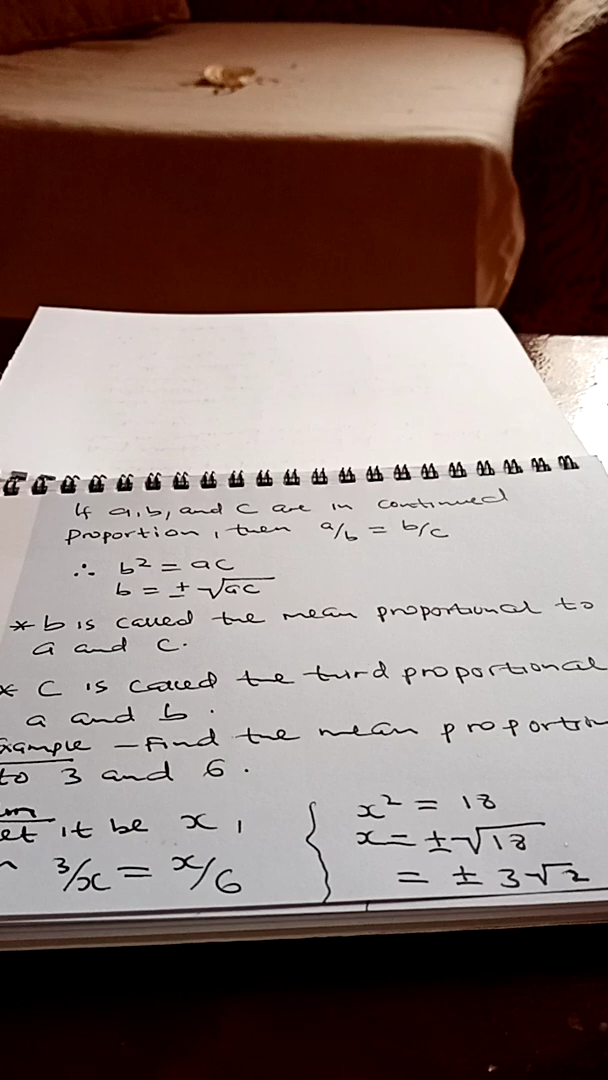 If a, b, and c are in continued
proportion, then a/b = b/c
∴ b² = ac
b = ± √ac
* b is called the mean proportional to
a and c.
* C is called the third proportional
a and b.
xample - Find the mean proportion
to 3 and 6.
et it be x,
3/x = x/6
x² = 18
x = ±√18
= ± 3√2